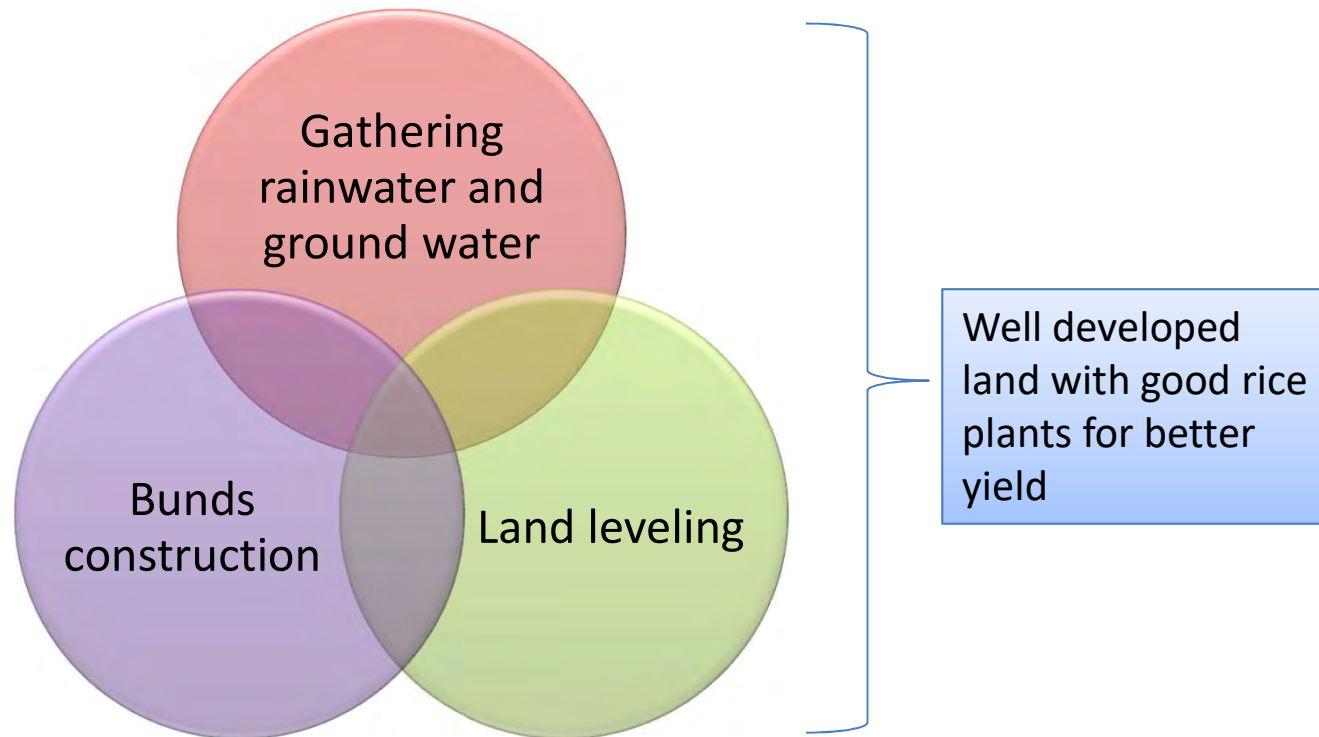 Gathering
rainwater and
ground water
Bunds
construction
Land leveling
Well developed
land with good rice
plants for better
yield